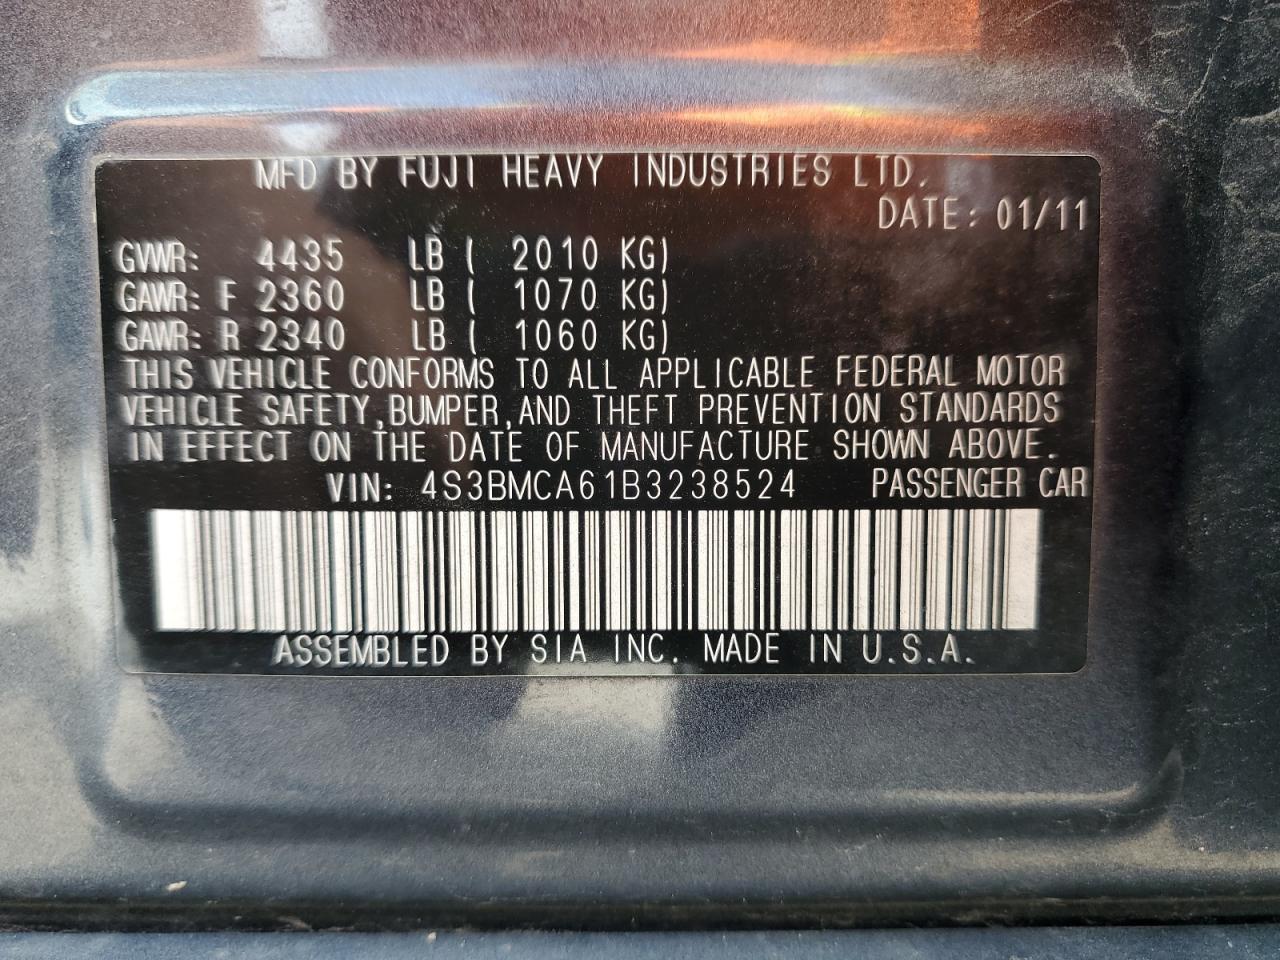 MFD BY FUJI HEAVY INDUSTRIES LTD.
DATE: 01/11
GVWR: 4435 LB ( 2010 KG)
GAWR: F 2360 LB ( 1070 KG)
GAWR: R 2340 LB ( 1060 KG)
THIS VEHICLE CONFORMS TO ALL APPLICABLE FEDERAL MOTOR
VEHICLE SAFETY,BUMPER,AND THEFT PREVENTION STANDARDS
IN EFFECT ON THE DATE OF MANUFACTURE SHOWN ABOVE.
VIN: 4S3BMCA61B3238524 PASSENGER CAR
ASSEMBLED BY SIA INC. MADE IN U.S.A.